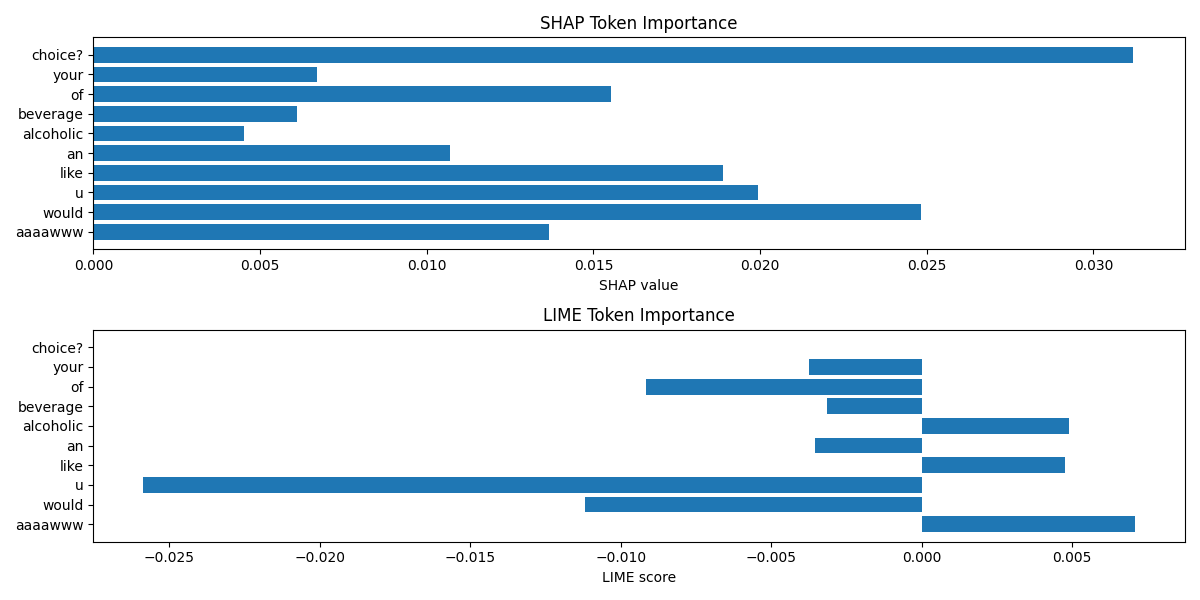 SHAP Token Importance
choice?
your
of
beverage
alcoholic
an
like
u
would
aaaawww
0.000 0.005 0.010 0.015 0.020 0.025 0.030
SHAP value
LIME Token Importance
choice?
your
of
beverage
alcoholic
an
like
u
would
aaaawww
−0.025 −0.020 −0.015 −0.010 −0.005 0.000 0.005
LIME score